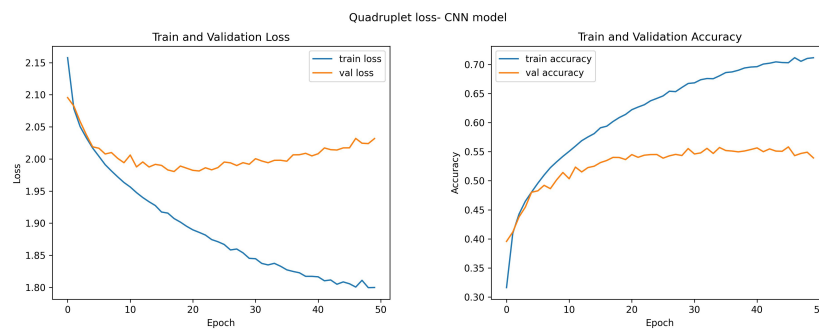 Quadruplet loss- CNN model
Train and Validation Loss
train loss
val loss
2.15
2.10
2.05
2.00
1.95
1.90
1.85
1.80
Loss
0 10 20 30 40 50
Epoch
Train and Validation Accuracy
train accuracy
val accuracy
0.70
0.65
0.60
0.55
0.50
0.45
0.40
0.35
0.30
Accuracy
0 10 20 30 40
Epoch